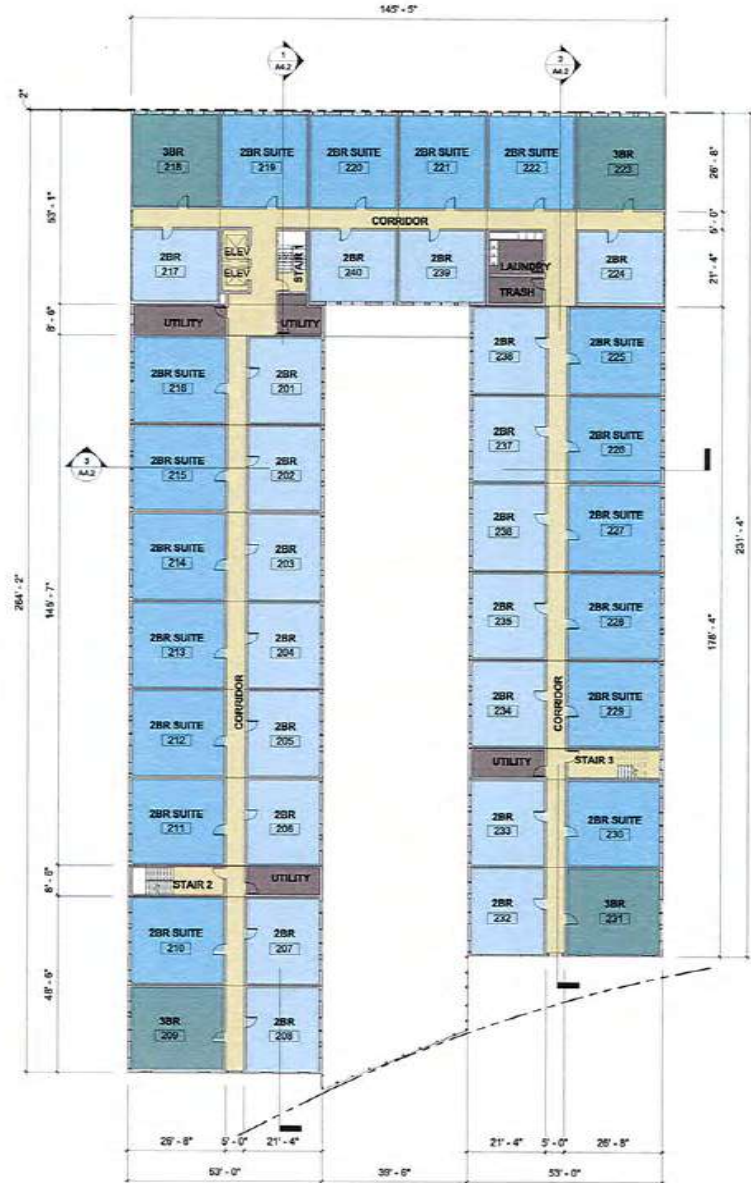 145' - 5"
1
A4.2
2
A4.2
2"
3BR
218
2BR SUITE
219
2BR SUITE
220
2BR SUITE
221
2BR SUITE
222
3BR
223
26' - 8"
53' - 1"
CORRIDOR
5' - 0"
2BR
217
ELEV
ELEV
STAIR 1
2BR
240
2BR
239
LAUNDRY
TRASH
2BR
224
21' - 4"
8' - 6"
UTILITY
UTILITY
2BR SUITE
216
2BR
201
2BR
238
2BR SUITE
225
2BR SUITE
215
2BR
202
2BR
237
2BR SUITE
226
3
A4.2
2BR SUITE
214
2BR
203
2BR
236
2BR SUITE
227
264' - 2"
145' - 7"
231' - 4"
2BR SUITE
213
2BR
204
2BR
235
2BR SUITE
228
178' - 4"
CORRIDOR
CORRIDOR
2BR SUITE
212
2BR
205
2BR
234
2BR SUITE
229
UTILITY
STAIR 3
2BR SUITE
211
2BR
206
2BR
233
2BR SUITE
230
8' - 6"
STAIR 2
UTILITY
2BR SUITE
210
2BR
207
2BR
232
3BR
231
48' - 6"
3BR
209
2BR
208
26' - 8"
5' - 0"
21' - 4"
21' - 4"
5' - 0"
26' - 8"
53' - 0"
39' - 6"
53' - 0"